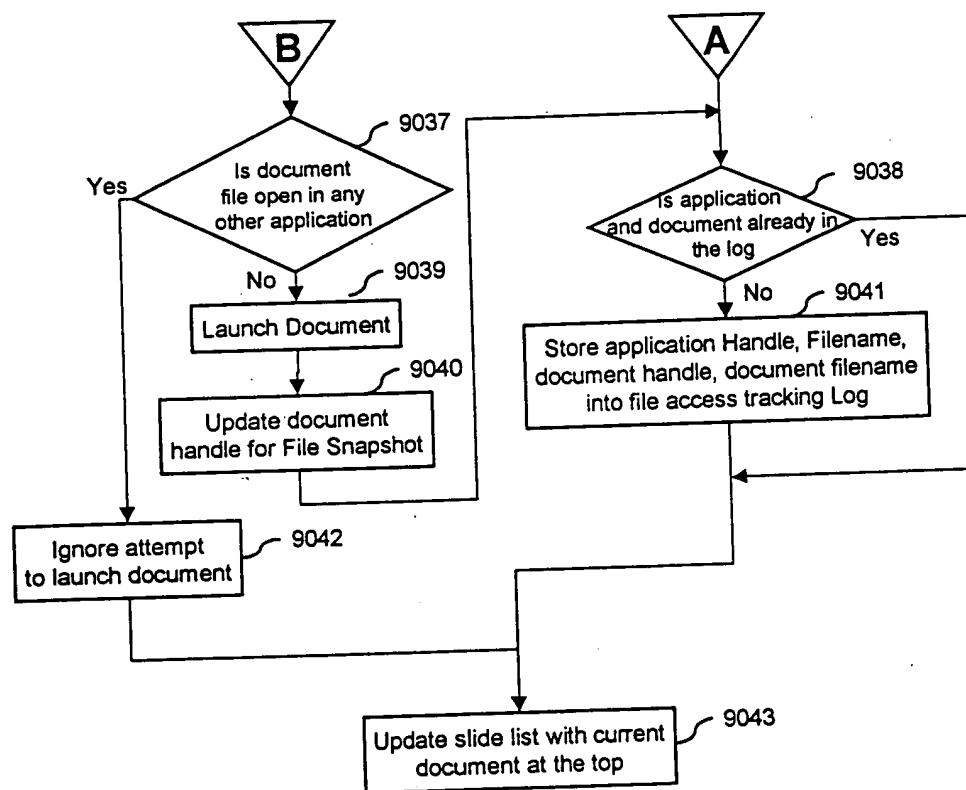 B
A
9037
Is document
file open in any
other application
Yes
9038
Is application
and document already in
the log
Yes
No
9039
Launch Document
No
9041
Store application Handle, Filename,
document handle, document filename
into file access tracking Log
9040
Update document
handle for File Snapshot
Ignore attempt
to launch document
9042
Update slide list with current
document at the top
9043